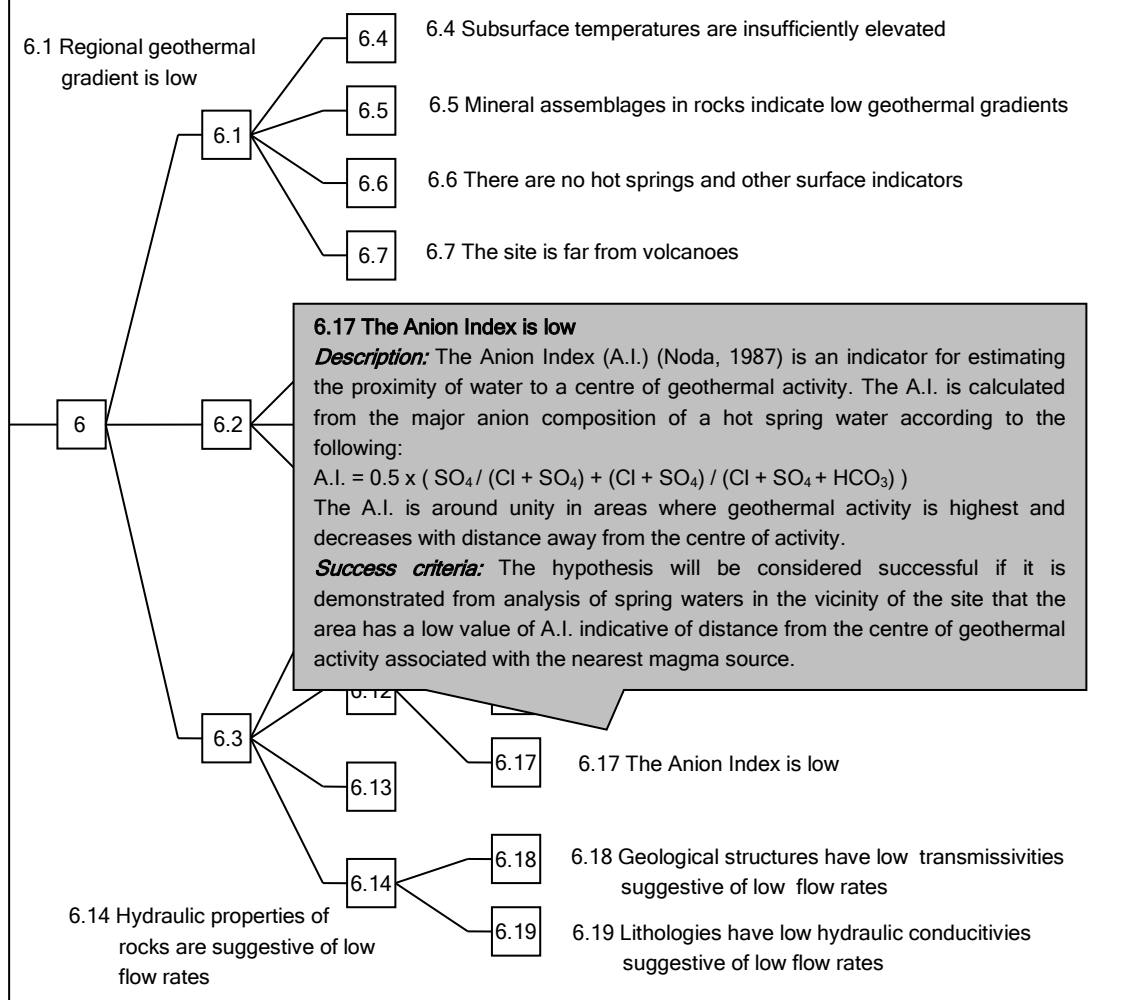 6.1 Regional geothermal
gradient is low
6.4
6.4 Subsurface temperatures are insufficiently elevated
6.5
6.5 Mineral assemblages in rocks indicate low geothermal gradients
6.1
6.6
6.6 There are no hot springs and other surface indicators
6.7
6.7 The site is far from volcanoes
6
6.2
6.17 The Anion Index is low
Description: The Anion Index (A.I.) (Noda, 1987) is an indicator for estimating
the proximity of water to a centre of geothermal activity. The A.I. is calculated
from the major anion composition of a hot spring water according to the
following:
A.I. = 0.5 x ( SO₄ / (Cl + SO₄) + (Cl + SO₄) / (Cl + SO₄ + HCO₃) )
The A.I. is around unity in areas where geothermal activity is highest and
decreases with distance away from the centre of activity.
Success criteria: The hypothesis will be considered successful if it is
demonstrated from analysis of spring waters in the vicinity of the site that the
area has a low value of A.I. indicative of distance from the centre of geothermal
activity associated with the nearest magma source.
6.12
6.3
6.17
6.17 The Anion Index is low
6.13
6.18
6.18 Geological structures have low transmissivities
suggestive of low flow rates
6.14
6.14 Hydraulic properties of
rocks are suggestive of low
flow rates
6.19
6.19 Lithologies have low hydraulic conducitivies
suggestive of low flow rates